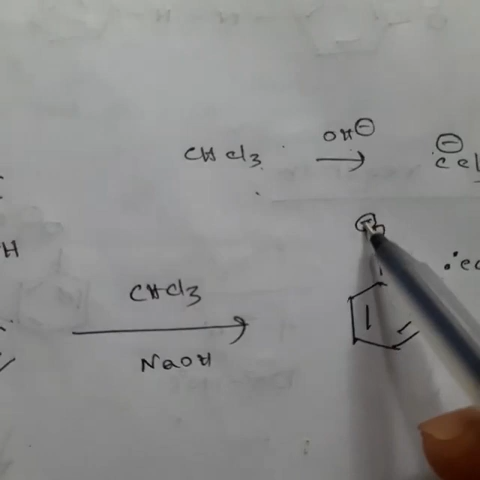 CHCl3 OH⊖ → ⊖ :CCl
H
CHCl3
NaOH